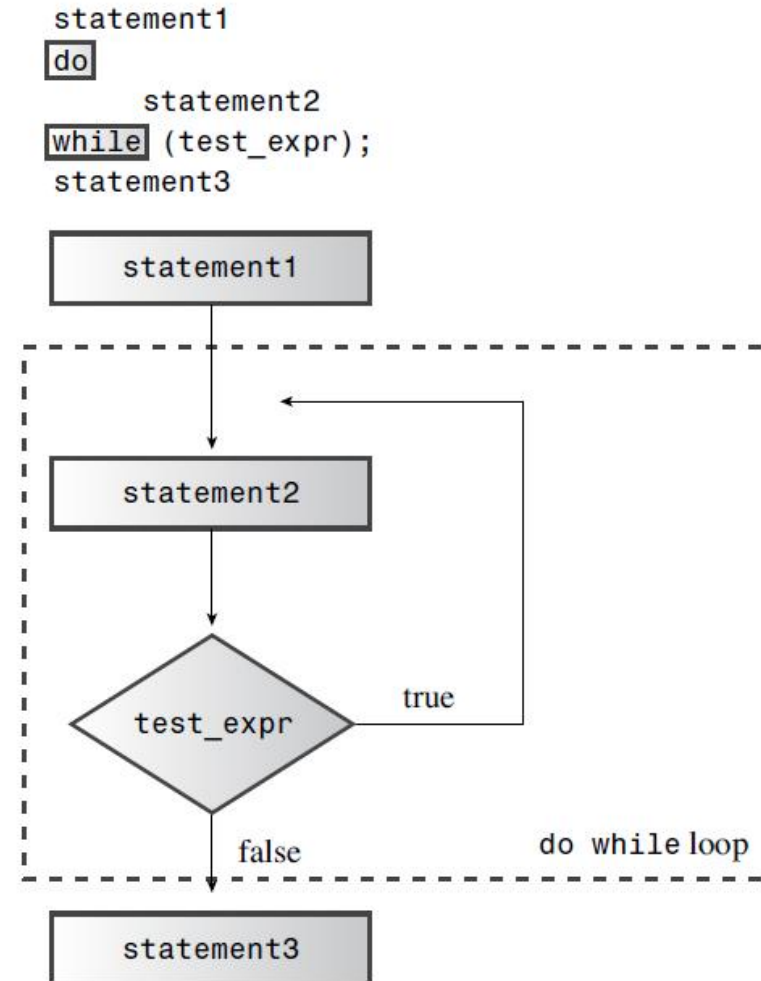 statement1
do
statement2
while (test_expr);
statement3
statement1
statement2
test_expr
true
false
do while loop
statement3